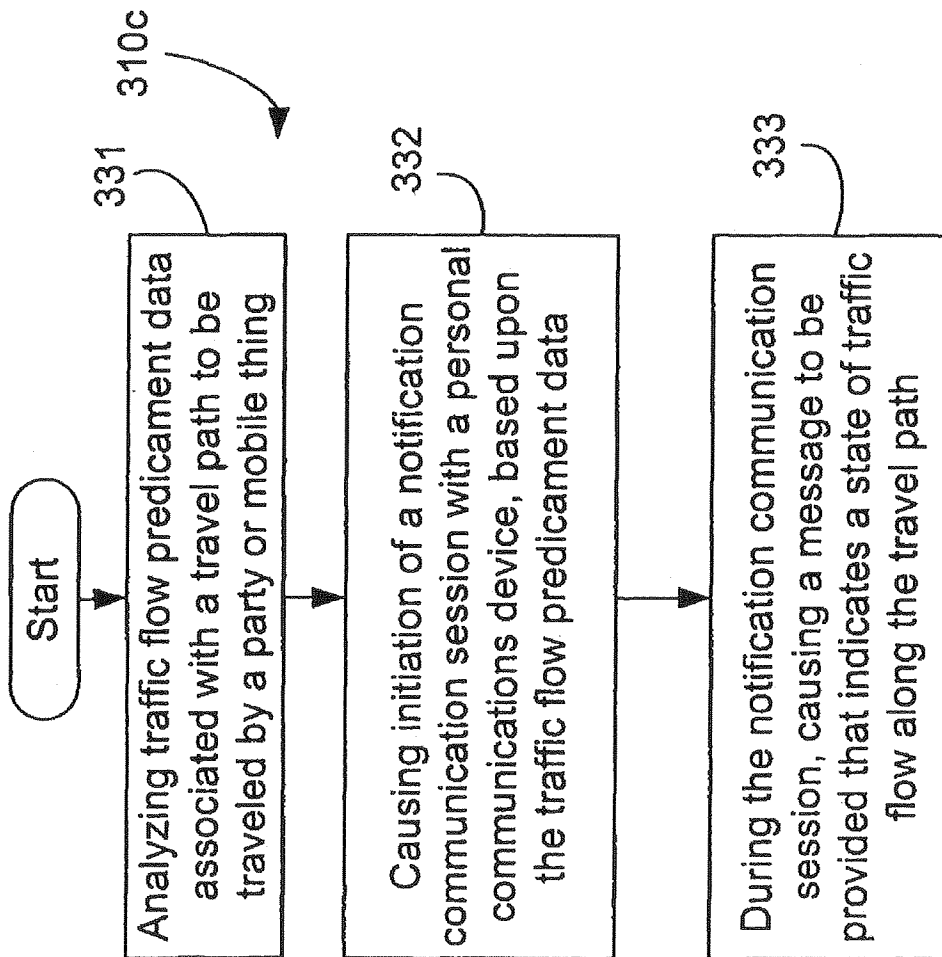 Start
310c
331
Analyzing traffic flow predicament data
associated with a travel path to be
traveled by a party or mobile thing
332
Causing initiation of a notification
communication session with a personal
communications device, based upon
the traffic flow predicament data
333
During the notification communication
session, causing a message to be
provided that indicates a state of traffic
flow along the travel path